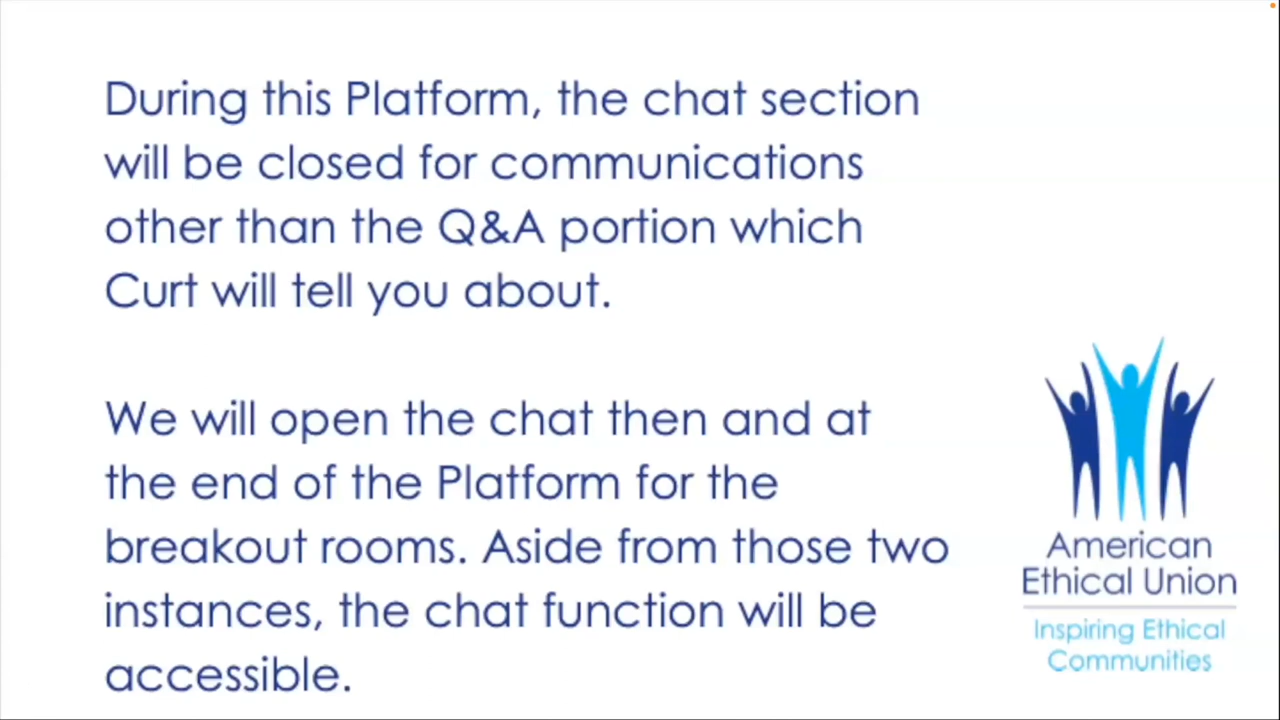 During this Platform, the chat section
will be closed for communications
other than the Q&A portion which
Curt will tell you about.
We will open the chat then and at
the end of the Platform for the
breakout rooms. Aside from those two
instances, the chat function will be
accessible.
American
Ethical Union
Inspiring Ethical
Communities